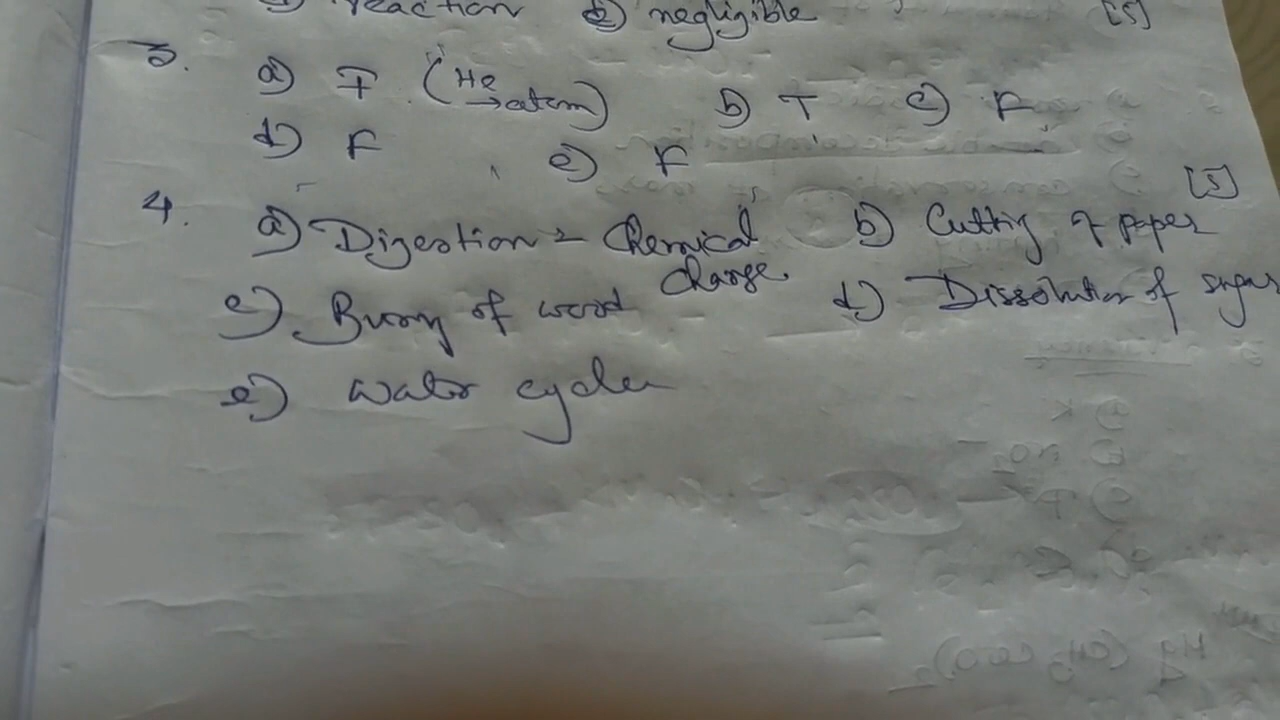 d) reaction e) negligible [5]
3. a) F (He → atom) b) T c) F
d) F e) F
[5]
4. a) Digestion = Chemical change. b) Cutting of paper
c) Burny of wood d) Dissolution of sugar
e) Water cycle